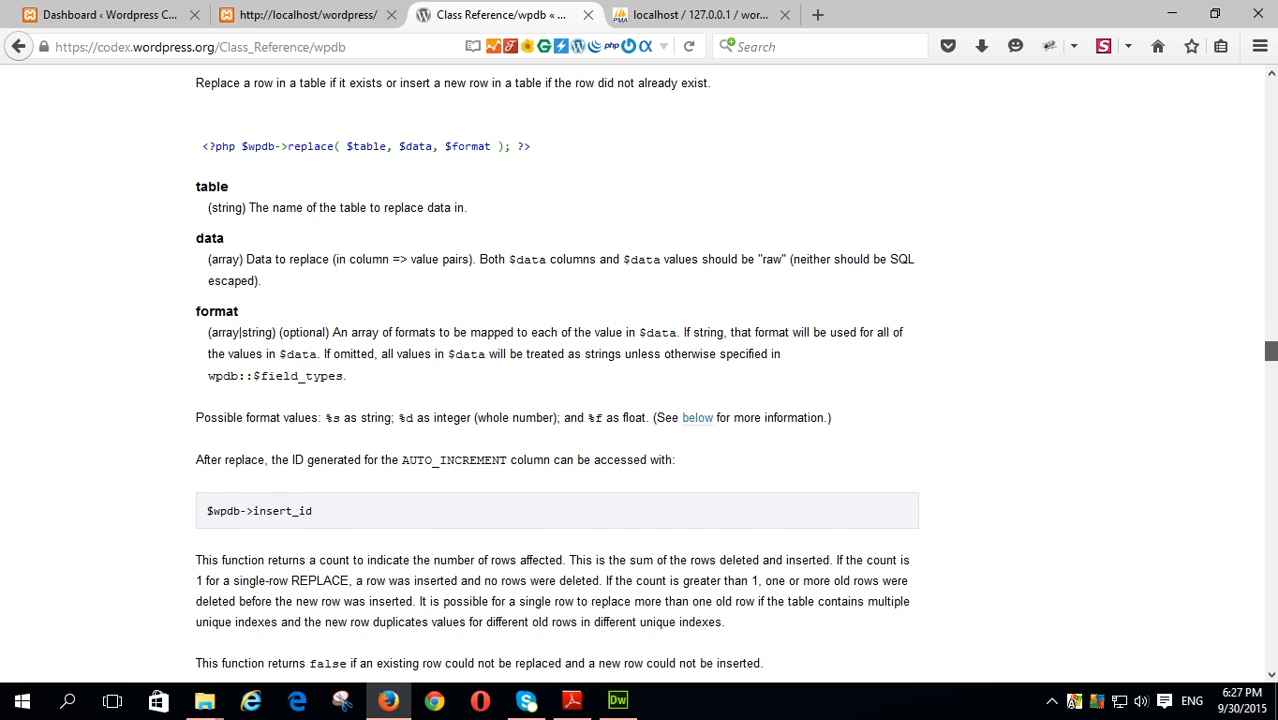 Dashboard ‹ Wordpress C...
http://localhost/wordpress/
Class Reference/wpdb « ...
localhost / 127.0.0.1 / wor...
https://codex.wordpress.org/Class_Reference/wpdb
php
Search
Replace a row in a table if it exists or insert a new row in a table if the row did not already exist.
<?php $wpdb->replace( $table, $data, $format ); ?>
table
(string) The name of the table to replace data in.
data
(array) Data to replace (in column => value pairs). Both $data columns and $data values should be "raw" (neither should be SQL
escaped).
format
(array|string) (optional) An array of formats to be mapped to each of the value in $data. If string, that format will be used for all of
the values in $data. If omitted, all values in $data will be treated as strings unless otherwise specified in
wpdb::$field_types.
Possible format values: %s as string; %d as integer (whole number); and %f as float. (See below for more information.)
After replace, the ID generated for the AUTO_INCREMENT column can be accessed with:
$wpdb->insert_id
This function returns a count to indicate the number of rows affected. This is the sum of the rows deleted and inserted. If the count is
1 for a single-row REPLACE, a row was inserted and no rows were deleted. If the count is greater than 1, one or more old rows were
deleted before the new row was inserted. It is possible for a single row to replace more than one old row if the table contains multiple
unique indexes and the new row duplicates values for different old rows in different unique indexes.
This function returns false if an existing row could not be replaced and a new row could not be inserted.
Dw
ENG
6:27 PM
9/30/2015